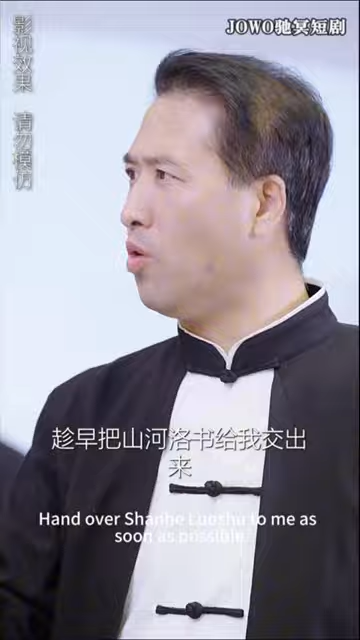 JOWO驰冥短剧
影视效果 请勿模仿
趁早把山河洛书给我交出
来
Hand over Shanhe Luoshu to me as
soon as possible